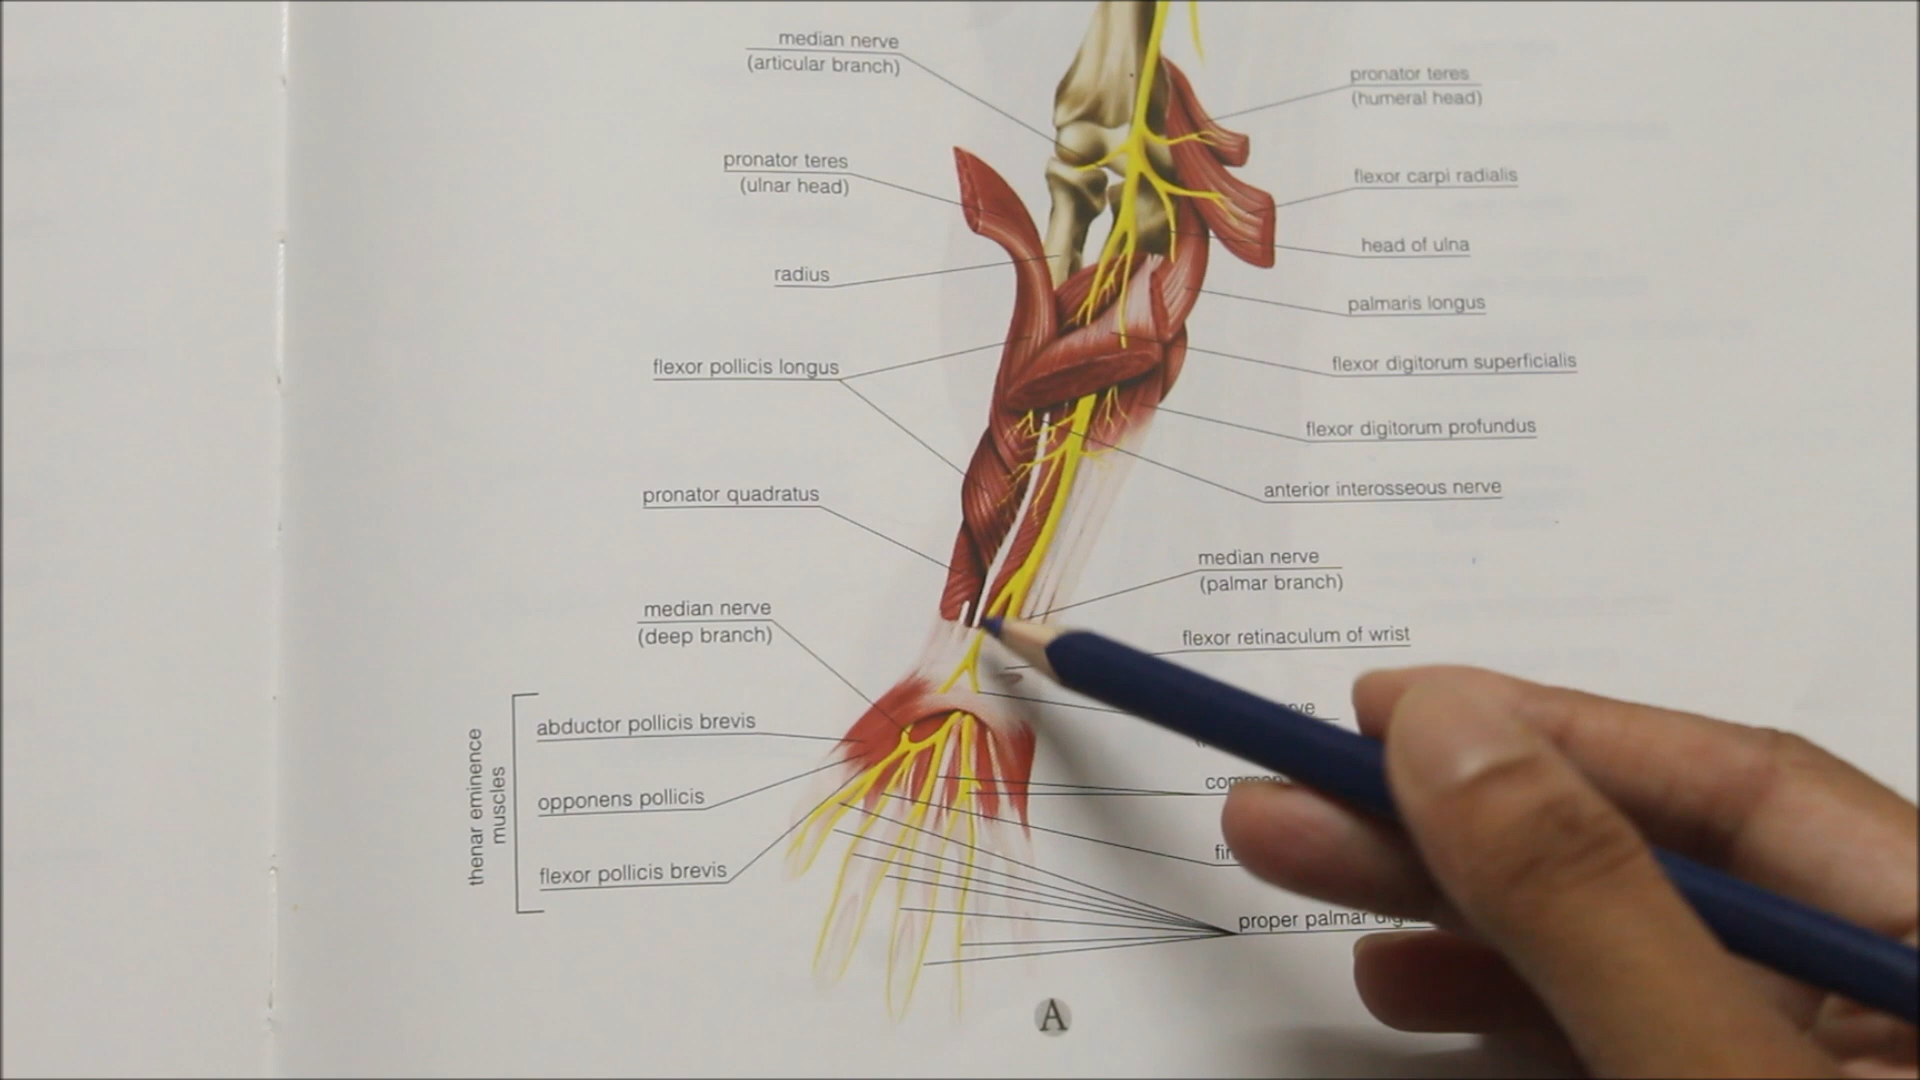 median nerve
(articular branch)
pronator teres
(humeral head)
pronator teres
(ulnar head)
flexor carpi radialis
head of ulna
radius
palmaris longus
flexor pollicis longus
flexor digitorum superficialis
flexor digitorum profundus
pronator quadratus
anterior interosseous nerve
median nerve
(palmar branch)
median nerve
(deep branch)
flexor retinaculum of wrist
thenar eminence
muscles
abductor pollicis brevis
opponens pollicis
flexor pollicis brevis
proper palmar
A